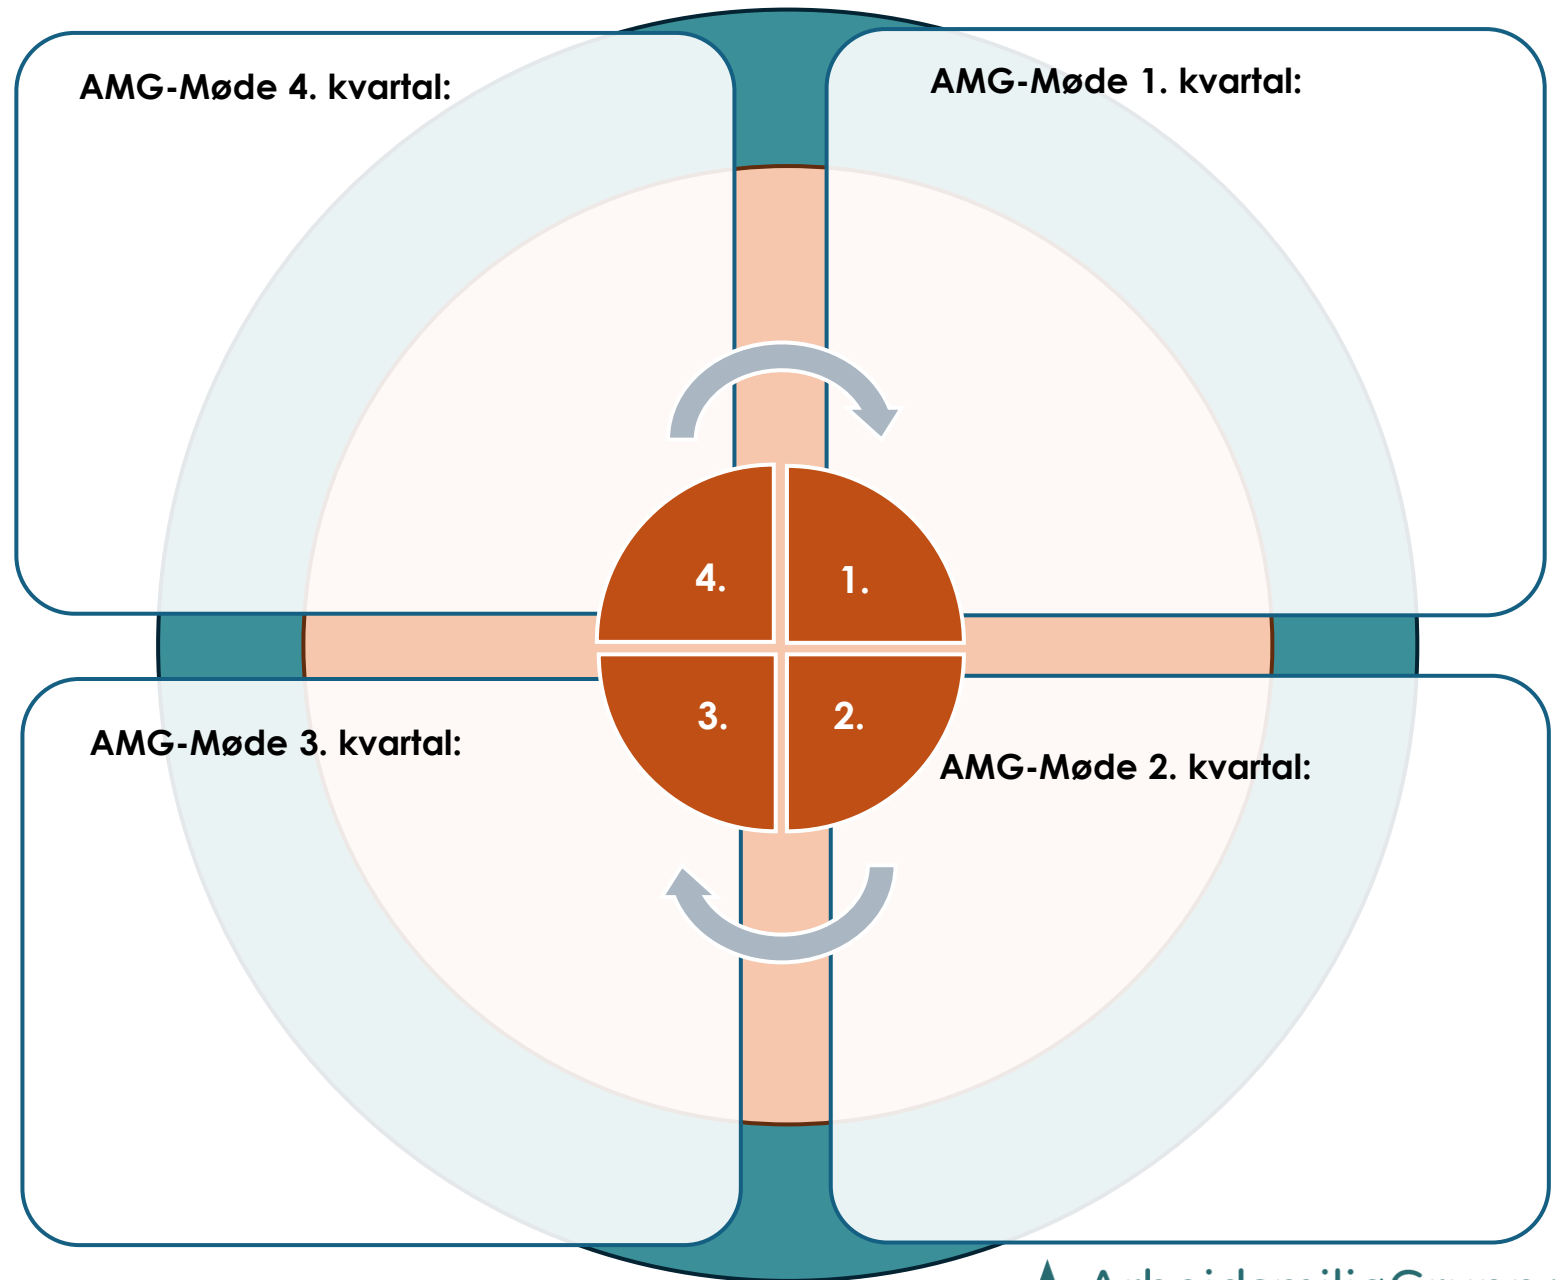 AMG-Møde 4. kvartal:
AMG-Møde 1. kvartal:
4.
1.
3.
2.
AMG-Møde 3. kvartal:
AMG-Møde 2. kvartal: